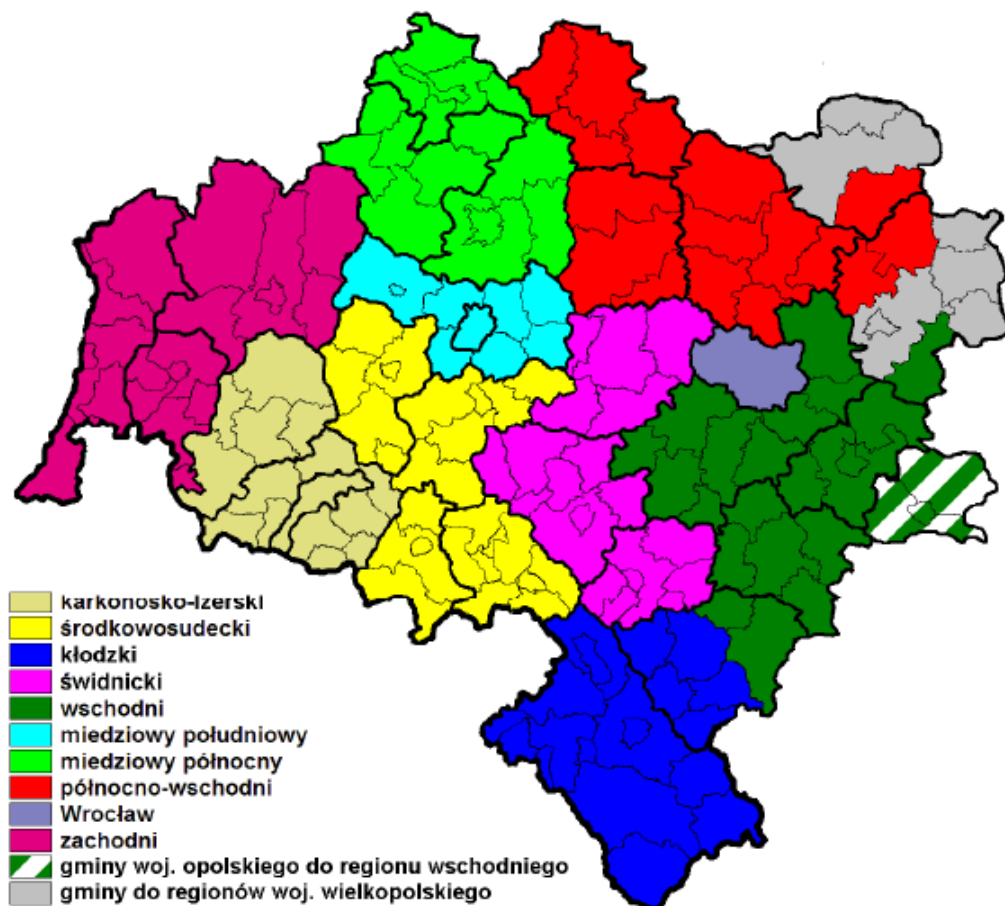 karkonosko-izerski
środkowosudecki
kłodzki
świdnicki
wschodni
miedziowy południowy
miedziowy północny
północno-wschodni
Wrocław
zachodni
gminy woj. opolskiego do regionu wschodniego
gminy do regionów woj. wielkopolskiego